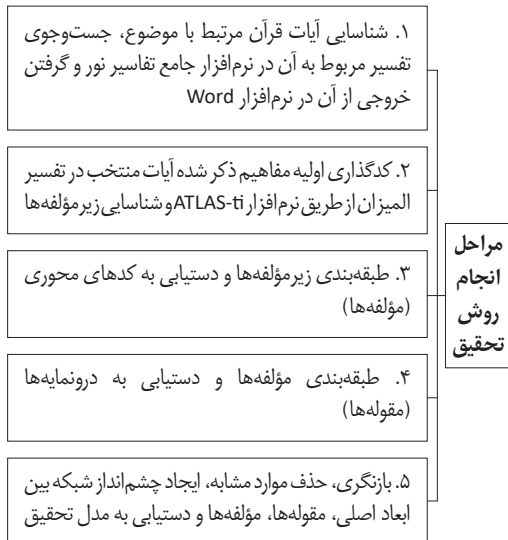 ۱. شناسایی آیات قرآن مرتبط با موضوع، جست‌وجوی
تفسیر مربوط به آن در نرم‌افزار جامع تفاسیر نور و گرفتن
خروجی از آن در نرم‌افزار Word
۲. کدگذاری اولیه مفاهیم ذکر شده آیات منتخب در تفسیر
المیزان از طریق نرم‌افزار ATLAS-ti و شناسایی زیرمؤلفه‌ها
۳. طبقه‌بندی زیرمؤلفه‌ها و دستیابی به کدهای محوری
(مؤلفه‌ها)
۴. طبقه‌بندی مؤلفه‌ها و دستیابی به درونمایه‌ها
(مقوله‌ها)
۵. بازنگری، حذف موارد مشابه، ایجاد چشم‌انداز شبکه بین
ابعاد اصلی، مقوله‌ها، مؤلفه‌ها و دستیابی به مدل تحقیق
مراحل
انجام
روش
تحقیق